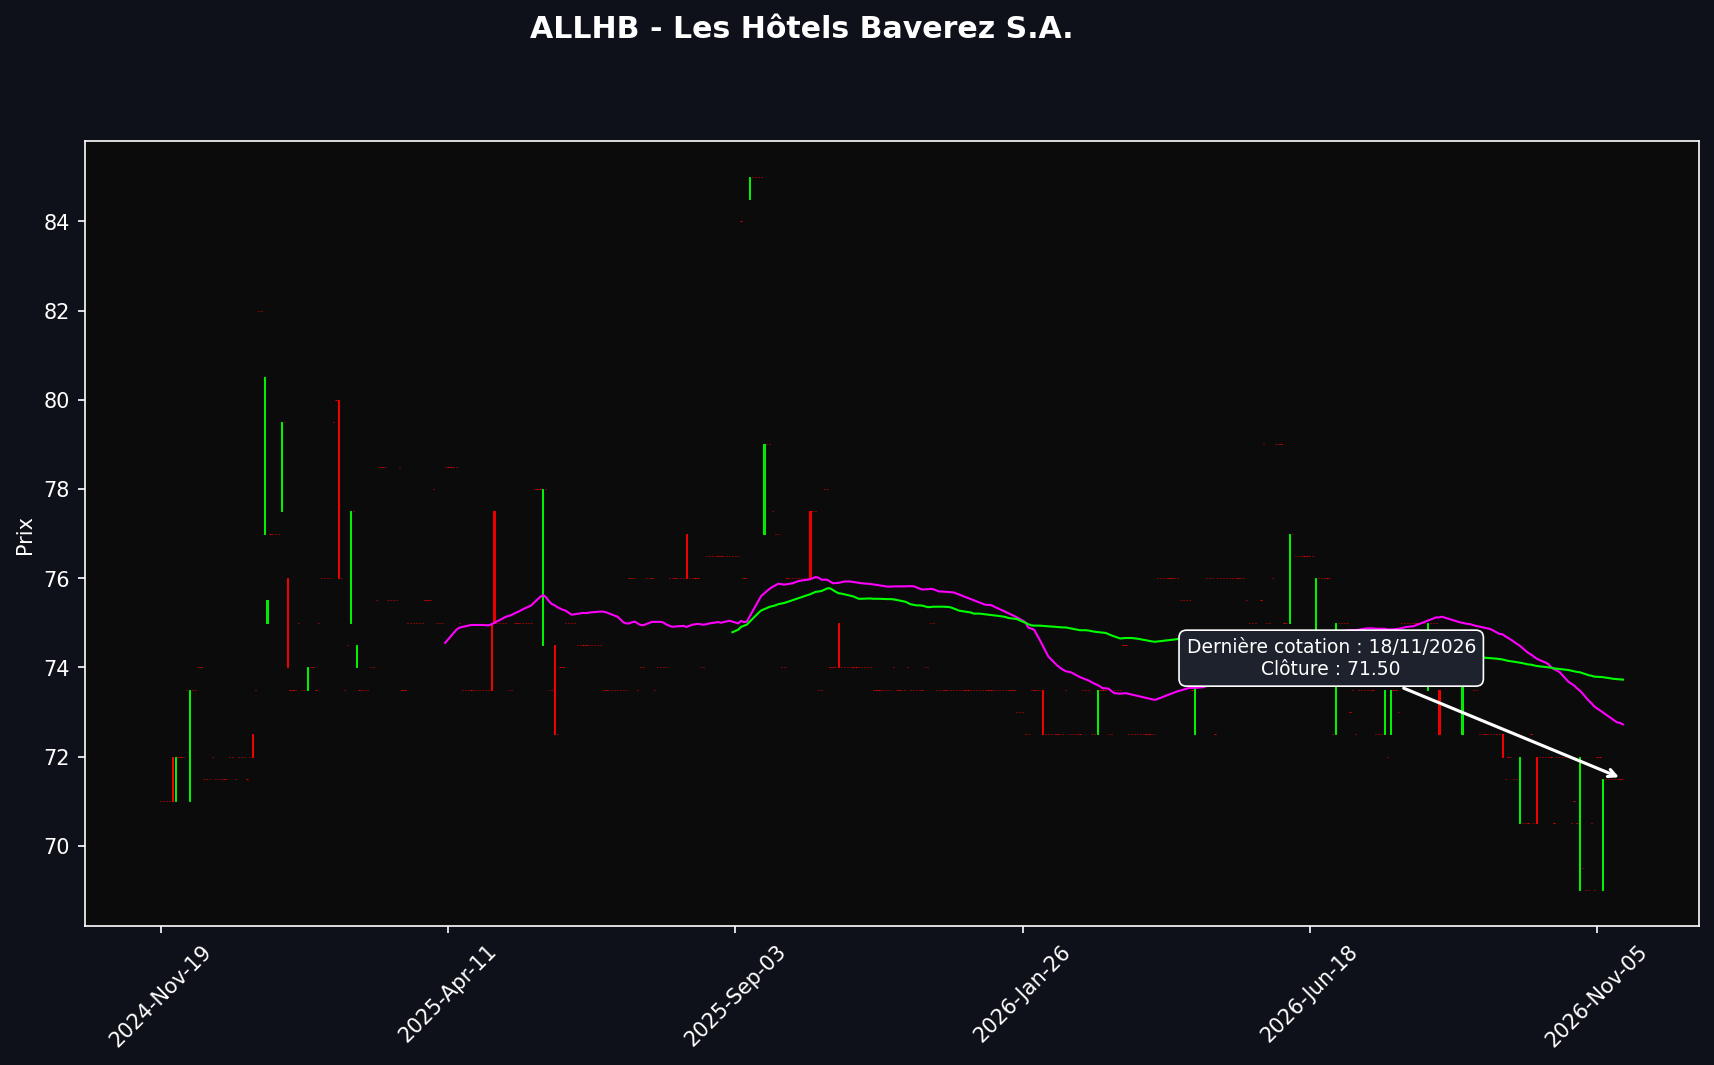 ALLHB - Les Hôtels Baverez S.A.
Prix
84
82
80
78
76
74
72
70
Dernière cotation : 18/11/2026
Clôture : 71.50
2024-Nov-19
2025-Apr-11
2025-Sep-03
2026-Jan-26
2026-Jun-18
2026-Nov-05